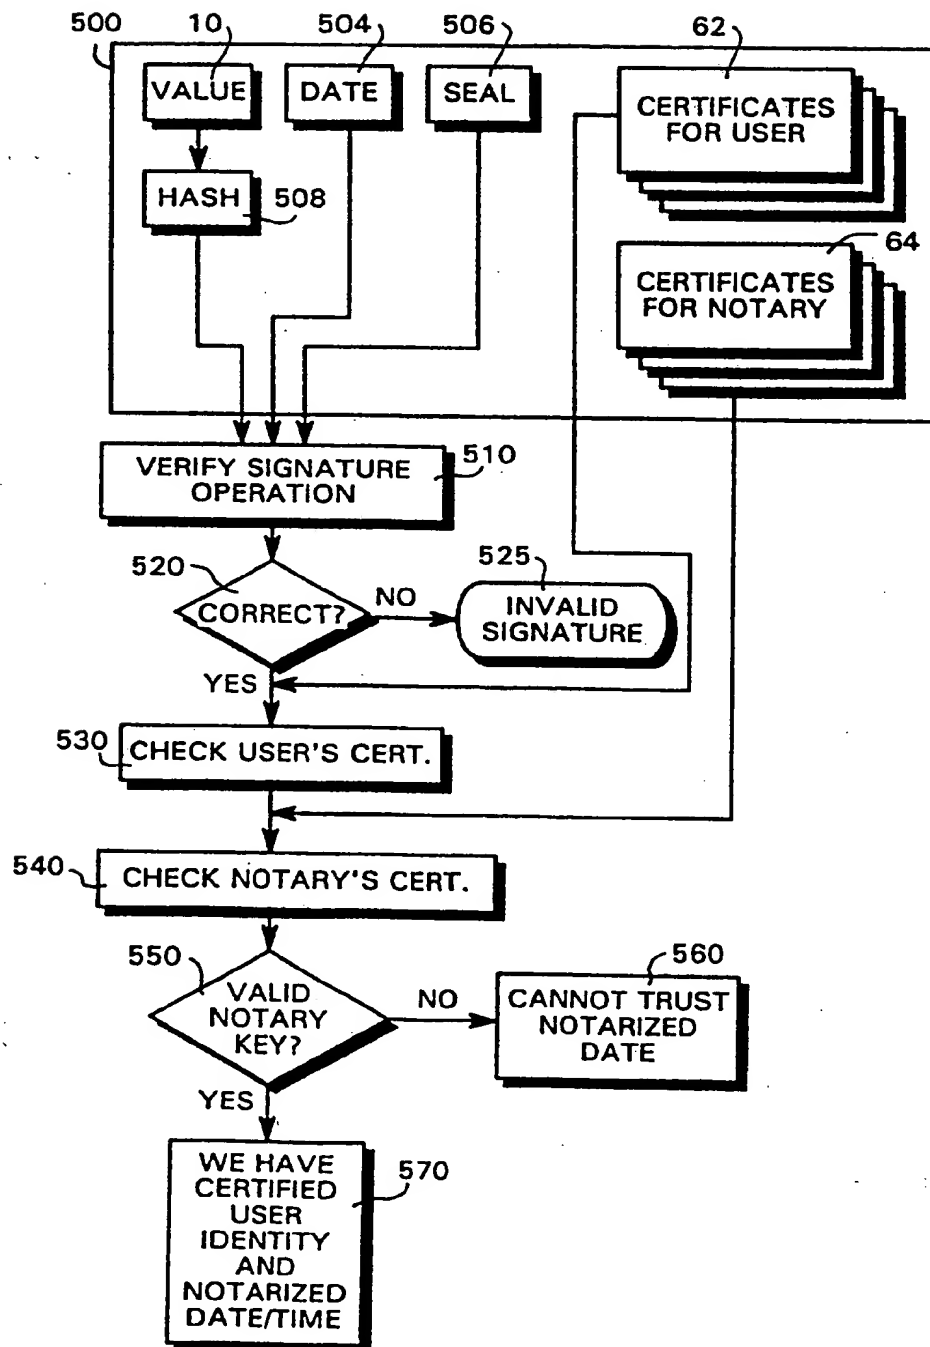 500
10
504
506
62
VALUE
DATE
SEAL
CERTIFICATES
FOR USER
HASH
508
64
CERTIFICATES
FOR NOTARY
VERIFY SIGNATURE
OPERATION
510
520
CORRECT?
NO
525
INVALID
SIGNATURE
YES
530
CHECK USER'S CERT.
540
CHECK NOTARY'S CERT.
550
VALID
NOTARY
KEY?
NO
560
CANNOT TRUST
NOTARIZED
DATE
YES
WE HAVE
CERTIFIED
USER
IDENTITY
AND
NOTARIZED
DATE/TIME
570